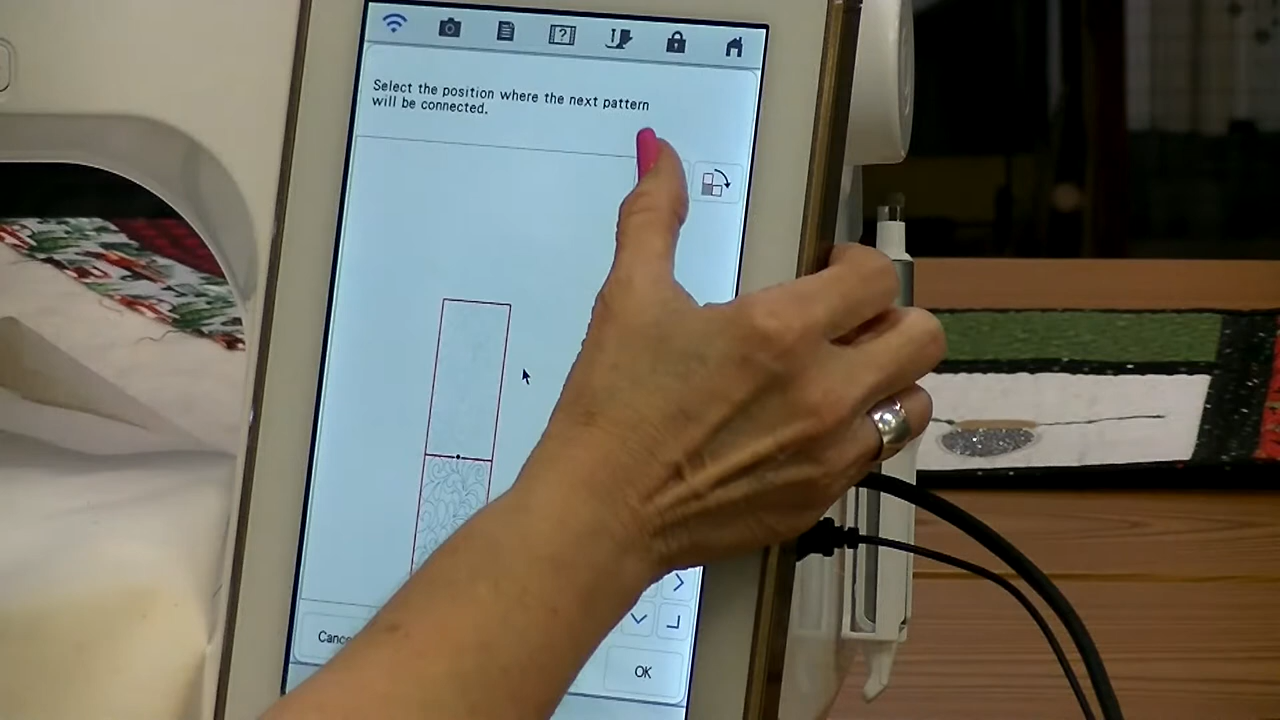 Select the position where the next pattern
will be connected.
OK